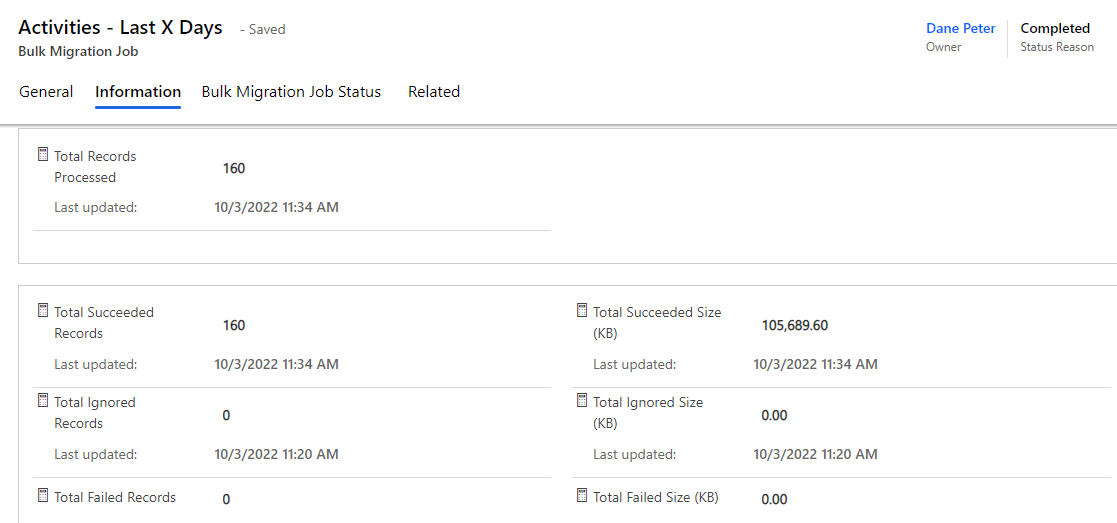 Activities - Last X Days - Saved
Bulk Migration Job
Dane Peter
Owner
Completed
Status Reason
General Information Bulk Migration Job Status Related
Total Records
Processed
160
Last updated: 10/3/2022 11:34 AM
Total Succeeded
Records
160
Last updated: 10/3/2022 11:34 AM
Total Succeeded Size
(KB)
105,689.60
Last updated: 10/3/2022 11:34 AM
Total Ignored
Records
0
Last updated: 10/3/2022 11:20 AM
Total Ignored Size
(KB)
0.00
Last updated: 10/3/2022 11:20 AM
Total Failed Records 0
Total Failed Size (KB) 0.00